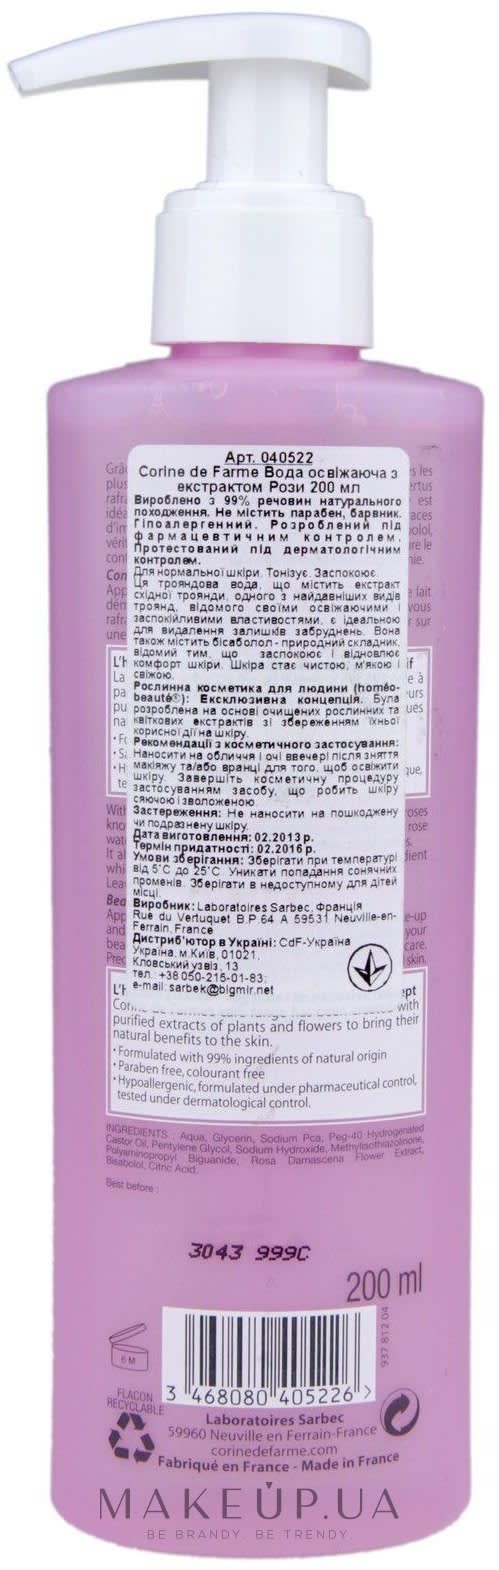 Арт. 040522
Corine de Farme Вода освіжаюча з
екстрактом Рози 200 мл
Вироблено з 99% речовин натурального
походження. Не містить парабен, барвник.
Гіпоалергенний. Розроблений під
фармацевтичним контролем.
Протестований під дерматологічним
контролем.
Для нормальної шкіри. Тонізує. Заспокоює.
Ця трояндова вода, що містить екстракт
східної троянди, одного з найдавніших видів
троянд, відомого своїми освіжаючими і
заспокійливими властивостями, є ідеальною
для видалення залишків забруднень. Вона
також містить бісаболол - природний складник,
відомий тим, що заспокоює і відновлює
комфорт шкіри. Шкіра стає чистою, м'якою і
свіжою.
Рослинна косметика для людини (homéo-
beauté®): Ексклюзивна концепція. Була
розроблена на основі очищених рослинних та
квіткових екстрактів зі збереженням їхньої
корисної дії на шкіру.
Рекомендації з косметичного застосування:
Наносити на обличчя і очі ввечері після зняття
макіяжу та/або вранці для того, щоб освіжити
шкіру. Завершіть косметичну процедуру
застосуванням засобу, що робить шкіру
сяючою і зволоженою.
Застереження: Не наносити на пошкоджену
чи подразнену шкіру.
Дата виготовлення: 02.2013 р.
Термін придатності: 02.2016 р.
Умови зберігання: Зберігати при температурі
від 5°С до 25°С. Уникати попадання сонячних
променів. Зберігати в недоступному для дітей
місці.
Виробник: Laboratoires Sarbec, Франція
Rue du Vertuquet B.P.64 A 59531 Neuville-en-
Ferrain, France
Дистриб'ютор в Україні: CdF-Україна
Україна, м.Київ, 01021,
Кловський узвіз, 13
тел. +38 050-215-01-83;
e-mail: sarbek@bigmir.net
purified extracts of plants and flowers to bring their
natural benefits to the skin.
• Formulated with 99% ingredients of natural origin
• Paraben free, colourant free
• Hypoallergenic, formulated under pharmaceutical control,
tested under dermatological control.
INGREDIENTS : Aqua, Glycerin, Sodium Pca, Peg-40 Hydrogenated
Castor Oil, Pentylene Glycol, Sodium Hydroxide, Methylisothiazolinone,
Polyaminopropyl Biguanide, Rosa Damascena Flower Extract,
Bisabolol, Citric Acid.
Best before :
3043 999C
200 ml
937 812 04
6 M
3 468080 405226 >
FLACON
RECYCLABLE
Laboratoires Sarbec
59960 Neuville en Ferrain-France
corinedefarme.com
Fabriqué en France - Made in France
MAKEUP.UA
BE BRANDY. BE TRENDY